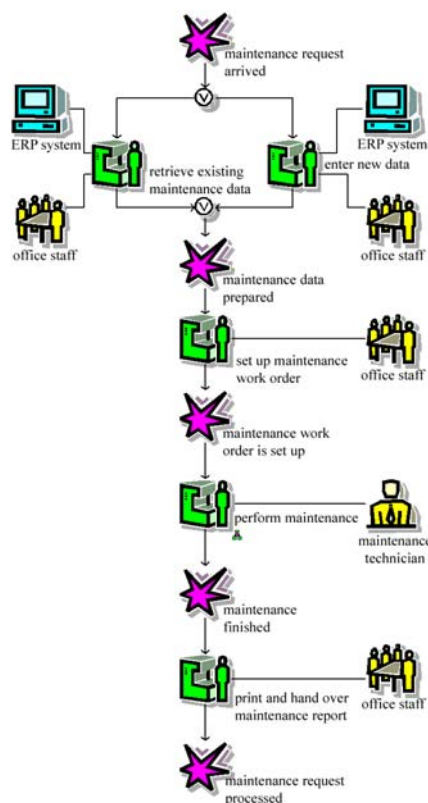 maintenance request
arrived
V
ERP system
ERP system
retrieve existing
maintenance data
enter new data
V
office staff
office staff
maintenance data
prepared
set up maintenance
work order
office staff
maintenance work
order is set up
perform maintenance
maintenance
technician
maintenance
finished
print and hand over
maintenance report
office staff
maintenance request
processed